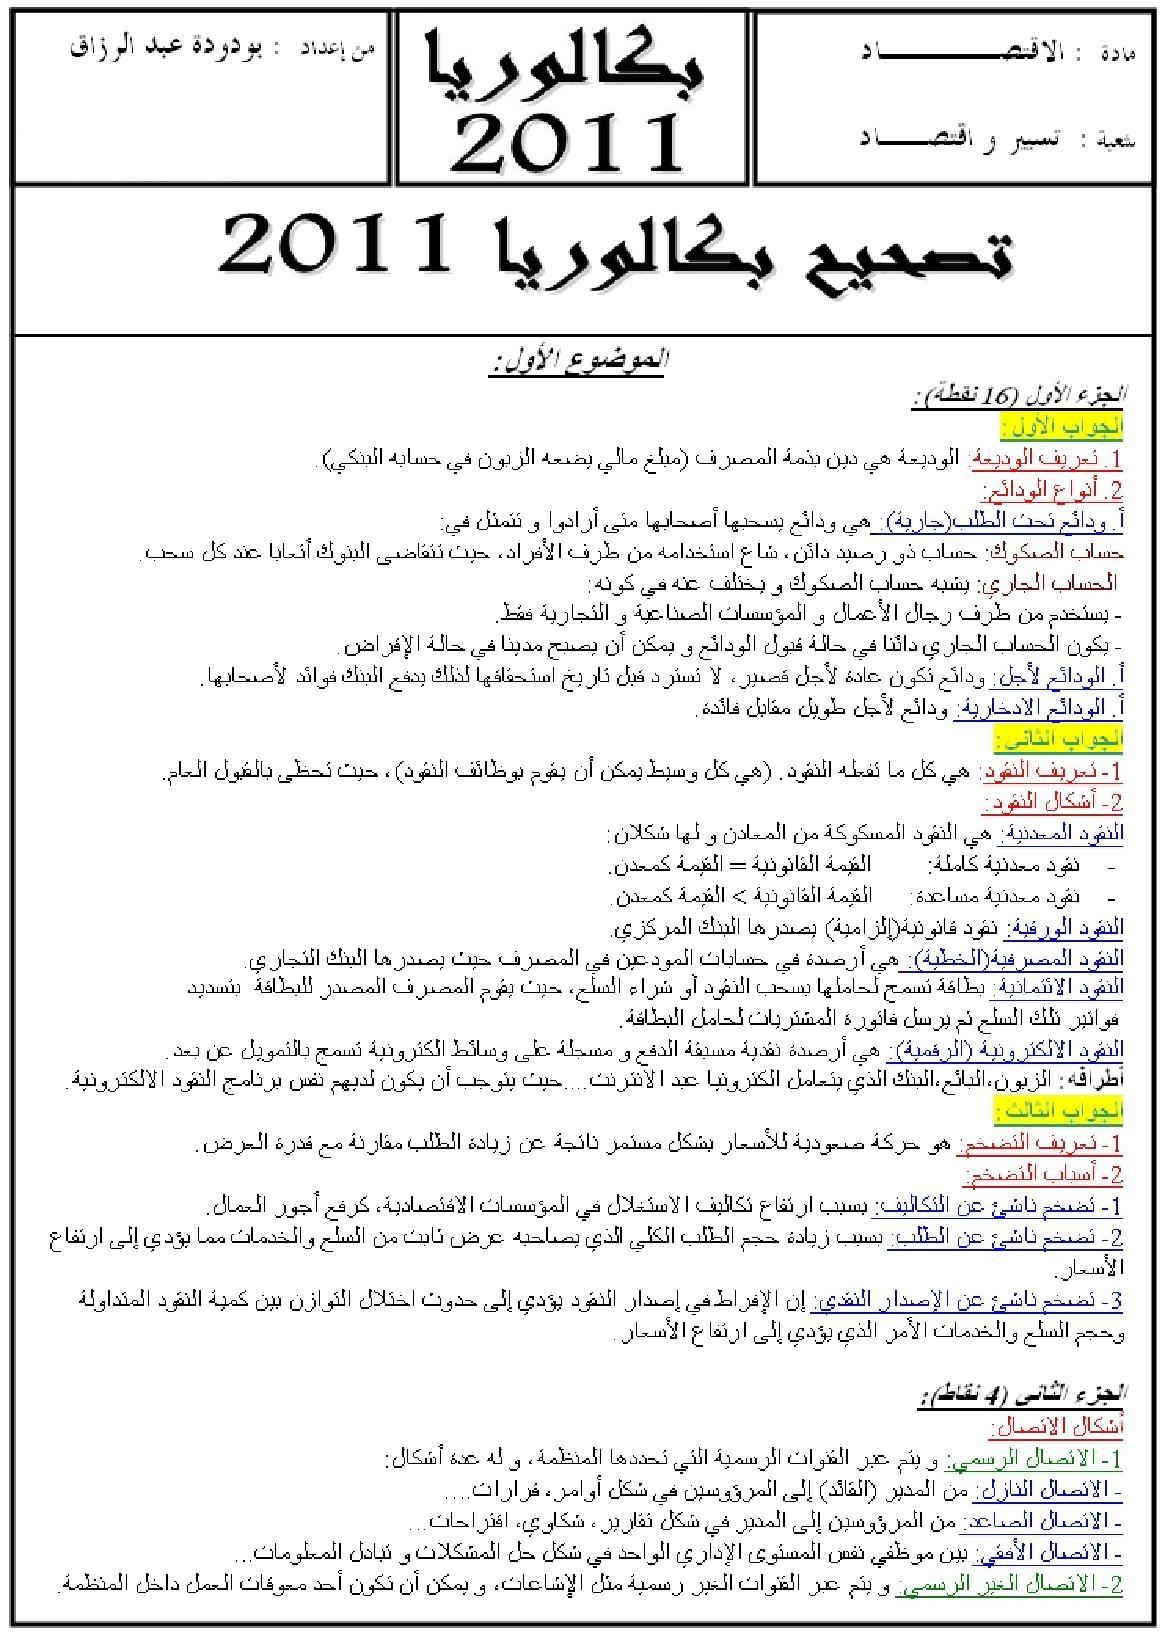 مادة : الاقتصــــــــــــاد
شعبة : تسيير و اقتصــــــاد
بكالوريا
2011
من إعداد : بودودة عبد الرزاق
تصحيح بكالوريا 2011
الموضوع الأول:
الجزء الأول (16 نقطة):
الجواب الأول:
1. تعريف الوديعة: الوديعة هي دين بذمة المصرف (مبلغ مالي يضعه الزبون في حسابه البنكي).
2. أنواع الودائع:
أ. ودائع تحت الطلب(جارية): هي ودائع يسحبها أصحابها متى أرادوا و تتمثل في:
حساب الصكوك: حساب ذو رصيد دائن، شاع استخدامه من طرف الأفراد، حيث تتقاضى البنوك أتعابا عند كل سحب.
الحساب الجاري: يشبه حساب الصكوك و يختلف عنه في كونه:
- يستخدم من طرف رجال الأعمال و المؤسسات الصناعية و التجارية فقط.
- يكون الحساب الجاري دائنا في حالة قبول الودائع و يمكن أن يصبح مدينا في حالة الإقراض.
أ. الودائع لأجل: ودائع تكون عادة لأجل قصير، لا تسترد قبل تاريخ استحقاقها لذلك يدفع البنك فوائد لأصحابها.
أ. الودائع الادخارية: ودائع لأجل طويل مقابل فائدة.
الجواب الثاني:
1- تعريف النقود: هي كل ما تفعله النقود. (هي كل وسيط يمكن أن يقوم بوظائف النقود) ، حيث تحظى بالقبول العام.
2- أشكال النقود:
النقود المعدنية: هي النقود المسكوكة من المعادن و لها شكلان:
- نقود معدنية كاملة: القيمة القانونية = القيمة كمعدن.
- نقود معدنية مساعدة: القيمة القانونية > القيمة كمعدن.
النقود الورقية: نقود قانونية(إلزامية) يصدرها البنك المركزي.
النقود المصرفية(الخطية): هي أرصدة في حسابات المودعين في المصرف حيث يصدرها البنك التجاري.
النقود الائتمانية: بطاقة تسمح لحاملها بسحب النقود أو شراء السلع، حيث يقوم المصرف المصدر للبطاقة بتسديد
فواتير تلك السلع ثم يرسل فاتورة المشتريات لحامل البطاقة.
النقود الالكترونية (الرقمية): هي أرصدة نقدية مسبقة الدفع و مسجلة على وسائط الكترونية تسمح بالتمويل عن بعد.
أطرافه: الزبون،البائع،البنك الذي يتعامل الكترونيا عبد الانترنت....حيث يتوجب أن يكون لديهم نفس برنامج النقود الالكترونية.
الجواب الثالث:
1- تعريف التضخم: هو حركة صعودية للأسعار بشكل مستمر ناتجة عن زيادة الطلب مقارنة مع قدرة العرض.
2- أسباب التضخم:
1- تضخم ناشئ عن التكاليف: بسبب ارتفاع تكاليف الاستغلال في المؤسسات الاقتصادية، كرفع أجور العمال.
2- تضخم ناشئ عن الطلب: بسبب زيادة حجم الطلب الكلي الذي يصاحبه عرض ثابت من السلع والخدمات مما يؤدي إلى ارتفاع
الأسعار.
3- تضخم ناشئ عن الإصدار النقدي: إن الإفراط في إصدار النقود يؤدي إلى حدوث اختلال التوازن بين كمية النقود المتداولة
وحجم السلع والخدمات الأمر الذي يؤدي إلى ارتفاع الأسعار.
الجزء الثاني (4 نقاط):
أشكال الاتصال:
1- الاتصال الرسمي: و يتم عبر القنوات الرسمية التي تحددها المنظمة، و له عدة أشكال:
- الاتصال النازل: من المدير (القائد) إلى المرؤوسين في شكل أوامر، قرارات....
- الاتصال الصاعد: من المرؤوسين إلى المدير في شكل تقارير، شكاوي، اقتراحات...
- الاتصال الأفقي: بين موظفي نفس المستوى الإداري الواحد في شكل حل المشكلات و تبادل المعلومات...
2- الاتصال الغير الرسمي: و يتم عبر القنوات الغير رسمية مثل الإشاعات، و يمكن أن تكون أحد معوقات العمل داخل المنظمة.